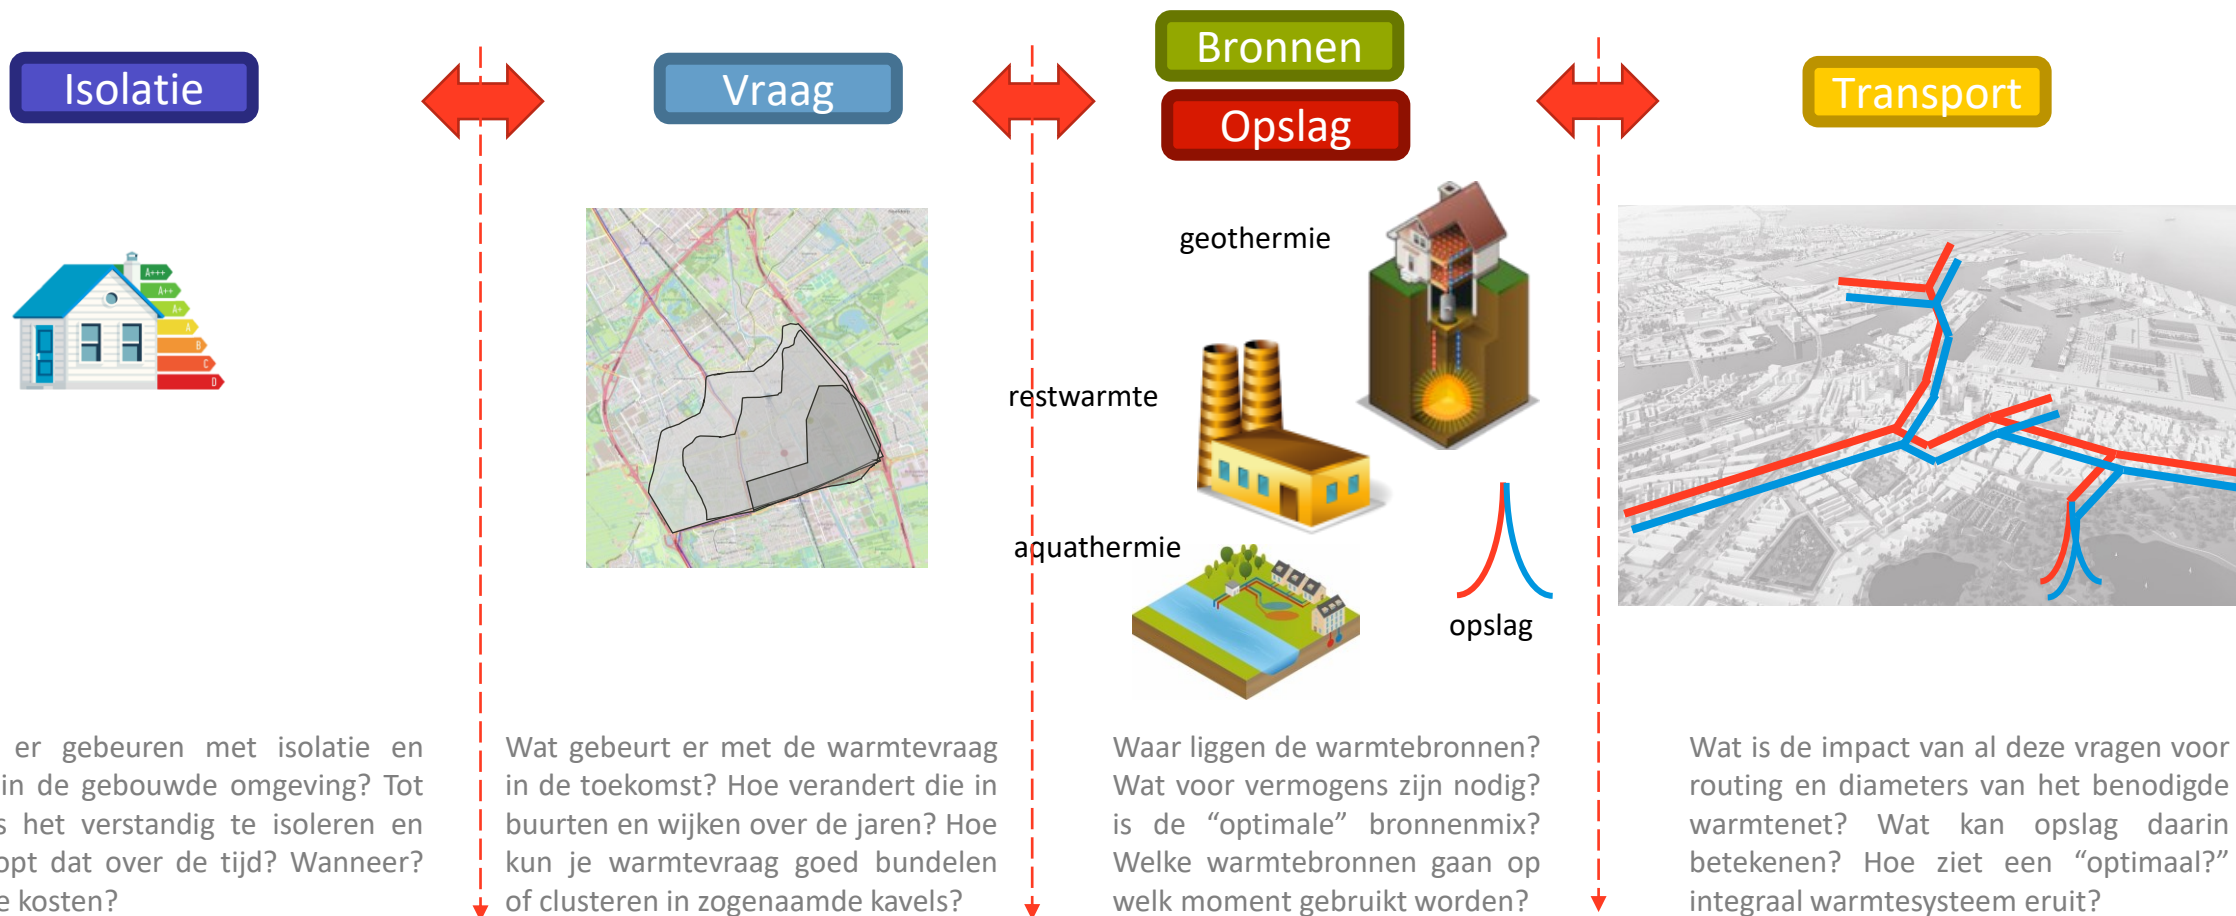 Isolatie
Vraag
Bronnen
Opslag
Transport
A+++
A++
A+
A
B
C
D
geothermie
restwarmte
aquathermie
opslag
er gebeuren met isolatie en
in de gebouwde omgeving? Tot
s het verstandig te isoleren en
opt dat over de tijd? Wanneer?
e kosten?
Wat gebeurt er met de warmtevraag
in de toekomst? Hoe verandert die in
buurten en wijken over de jaren? Hoe
kun je warmtevraag goed bundelen
of clusteren in zogenaamde kavels?
Waar liggen de warmtebronnen?
Wat voor vermogens zijn nodig?
is de “optimale” bronnenmix?
Welke warmtebronnen gaan op
welk moment gebruikt worden?
Wat is de impact van al deze vragen voor
routing en diameters van het benodigde
warmtenet? Wat kan opslag daarin
betekenen? Hoe ziet een “optimaal?”
integraal warmtesysteem eruit?